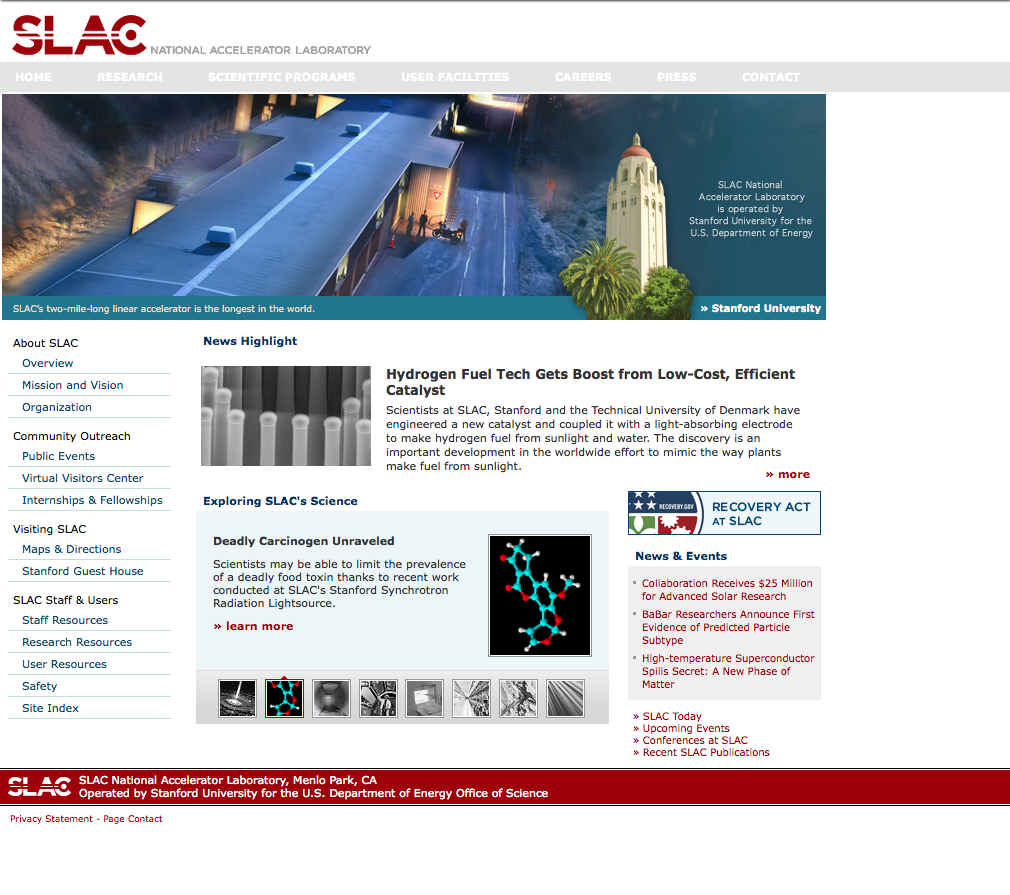 SLAC NATIONAL ACCELERATOR LABORATORY
HOME RESEARCH SCIENTIFIC PROGRAMS USER FACILITIES CAREERS PRESS CONTACT
SLAC National
Accelerator Laboratory
is operated by
Stanford University for the
U.S. Department of Energy
SLAC's two-mile-long linear accelerator is the longest in the world.
» Stanford University
About SLAC
Overview
Mission and Vision
Organization
Community Outreach
Public Events
Virtual Visitors Center
Internships & Fellowships
Visiting SLAC
Maps & Directions
Stanford Guest House
SLAC Staff & Users
Staff Resources
Research Resources
User Resources
Safety
Site Index
News Highlight
Hydrogen Fuel Tech Gets Boost from Low-Cost, Efficient
Catalyst
Scientists at SLAC, Stanford and the Technical University of Denmark have
engineered a new catalyst and coupled it with a light-absorbing electrode
to make hydrogen fuel from sunlight and water. The discovery is an
important development in the worldwide effort to mimic the way plants
make fuel from sunlight.
» more
Exploring SLAC's Science
Deadly Carcinogen Unraveled
Scientists may be able to limit the prevalence
of a deadly food toxin thanks to recent work
conducted at SLAC's Stanford Synchrotron
Radiation Lightsource.
» learn more
RECOVERY.GOV
RECOVERY ACT
AT SLAC
News & Events
Collaboration Receives $25 Million
for Advanced Solar Research
BaBar Researchers Announce First
Evidence of Predicted Particle
Subtype
High-temperature Superconductor
Spills Secret: A New Phase of
Matter
» SLAC Today
» Upcoming Events
» Conferences at SLAC
» Recent SLAC Publications
SLAC
SLAC National Accelerator Laboratory, Menlo Park, CA
Operated by Stanford University for the U.S. Department of Energy Office of Science
Privacy Statement - Page Contact